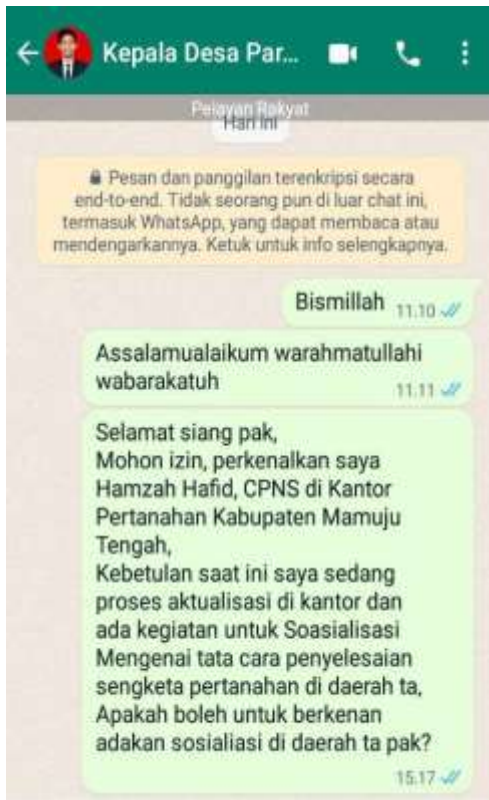 Kepala Desa Par...
Pelayan Rakyat
Hari Ini
Pesan dan panggilan terenkripsi secara
end-to-end. Tidak seorang pun di luar chat ini,
termasuk WhatsApp, yang dapat membaca atau
mendengarkannya. Ketuk untuk info selengkapnya.
Bismillah 11.10
Assalamualaikum warahmatullahi
wabarakatuh
11.11
Selamat siang pak,
Mohon izin, perkenalkan saya
Hamzah Hafid, CPNS di Kantor
Pertanahan Kabupaten Mamuju
Tengah,
Kebetulan saat ini saya sedang
proses aktualisasi di kantor dan
ada kegiatan untuk Soasialisasi
Mengenai tata cara penyelesaian
sengketa pertanahan di daerah ta,
Apakah boleh untuk berkenan
adakan sosialiasi di daerah ta pak?
15.17